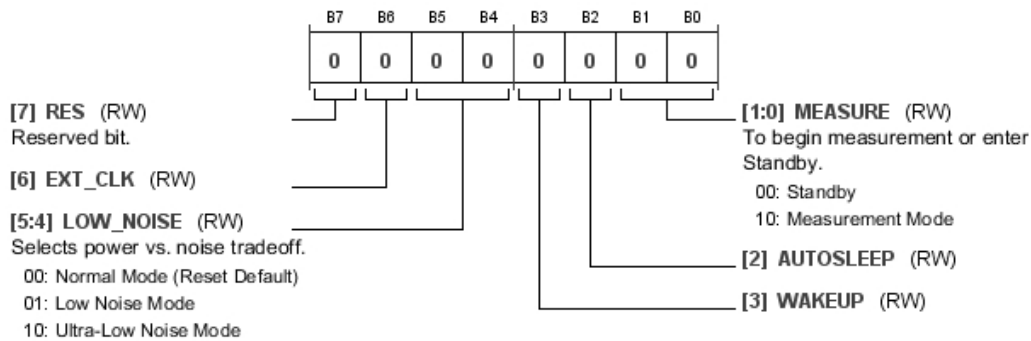 B7 B6 B5 B4 B3 B2 B1 B0
0 0 0 0 0 0 0 0
[7] RES (RW)
Reserved bit.
[6] EXT_CLK (RW)
[5:4] LOW_NOISE (RW)
Selects power vs. noise tradeoff.
00: Normal Mode (Reset Default)
01: Low Noise Mode
10: Ultra-Low Noise Mode
[1:0] MEASURE (RW)
To begin measurement or enter
Standby.
00: Standby
10: Measurement Mode
[2] AUTOSLEEP (RW)
[3] WAKEUP (RW)